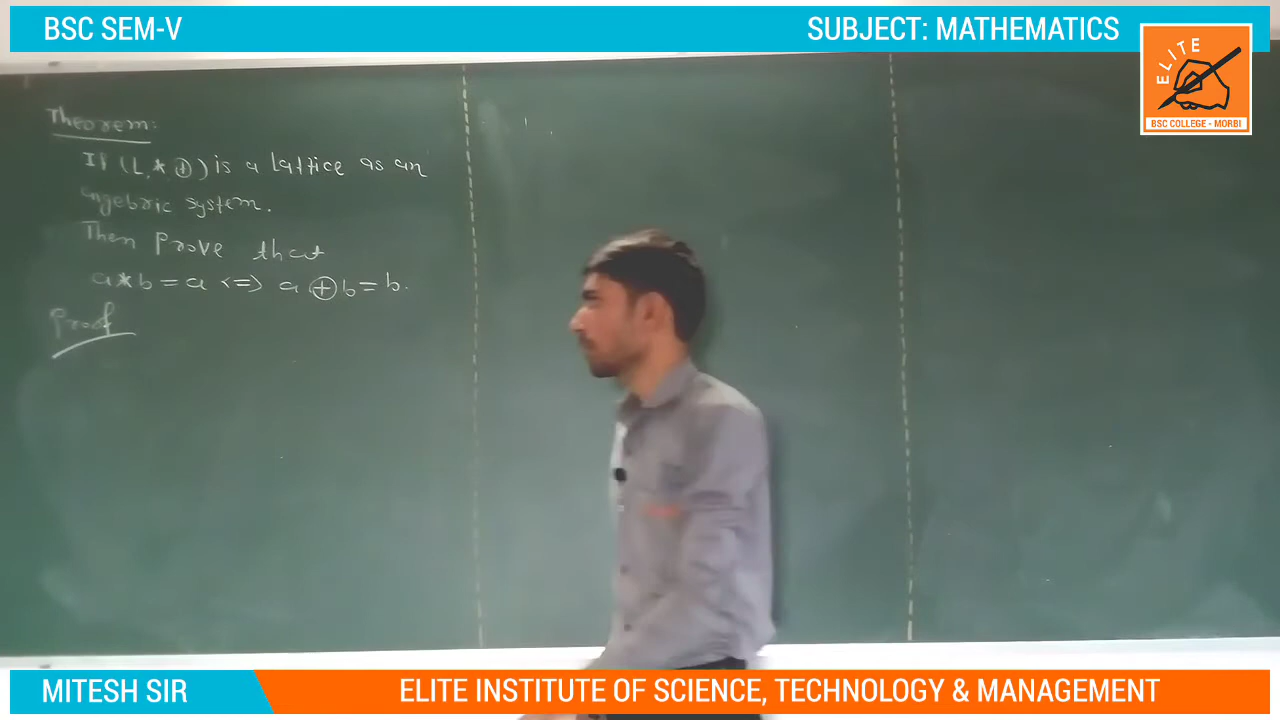 BSC SEM-V
SUBJECT: MATHEMATICS
ELITE
BSC COLLEGE - MORBI
Theorem:
If (L, *, ⊕) is a Lattice as an
algebric system.
Then Prove that
a * b = a <=> a ⊕ b = b.
Proof
MITESH SIR
ELITE INSTITUTE OF SCIENCE, TECHNOLOGY & MANAGEMENT